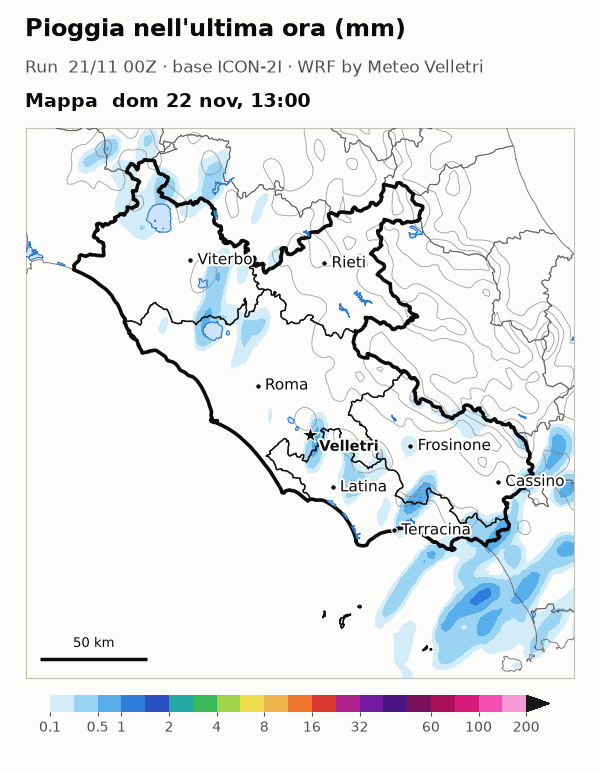 Pioggia nell'ultima ora (mm)
Run 21/11 00Z · base ICON-2I · WRF by Meteo Velletri
Mappa dom 22 nov, 13:00
Viterbo
Rieti
Roma
Velletri
Frosinone
Latina
Cassino
Terracina
50 km
0.1 0.5 1 2 4 8 16 32 60 100 200